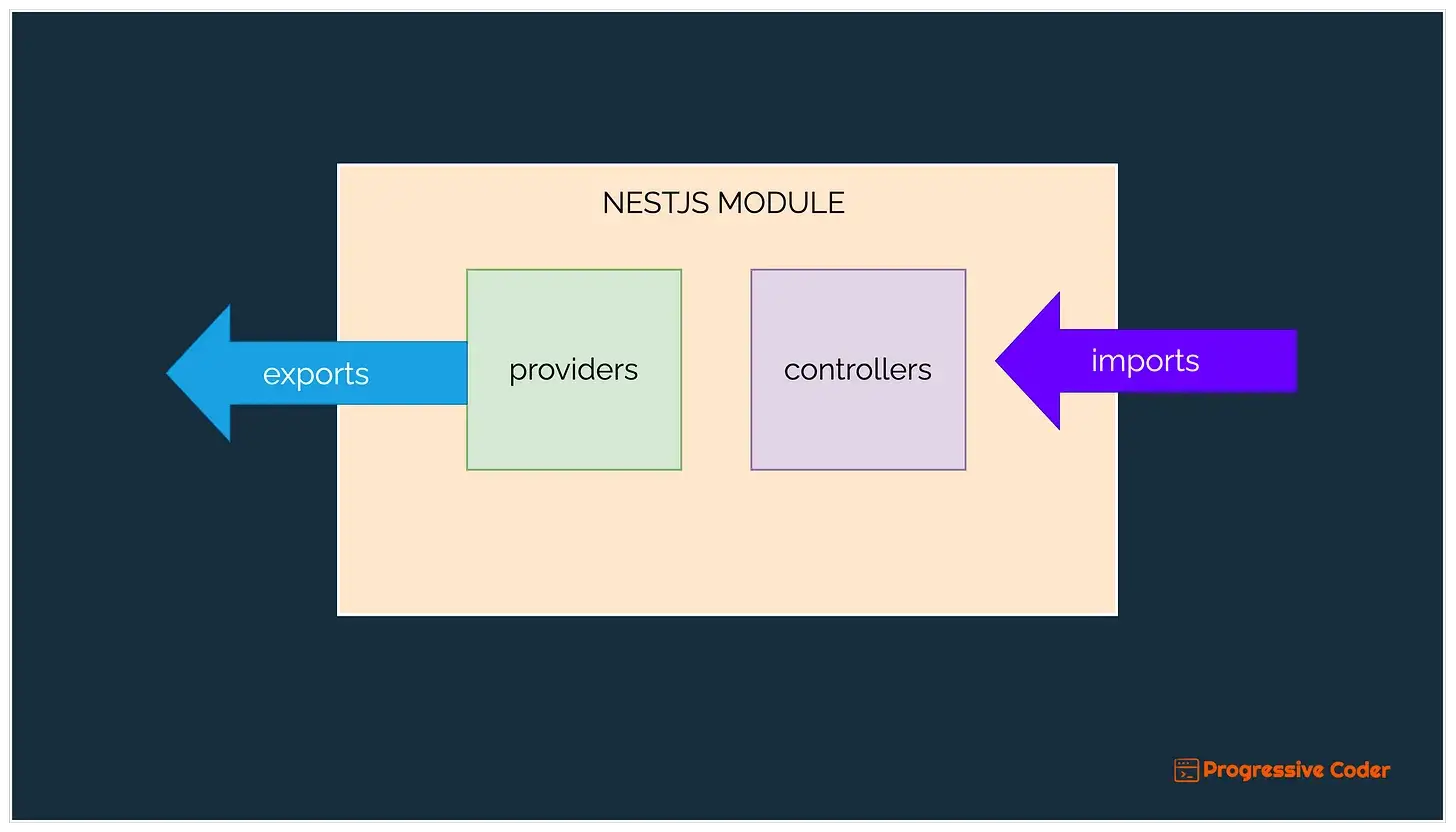 NESTJS MODULE
exports
providers
controllers
imports
Progressive Coder